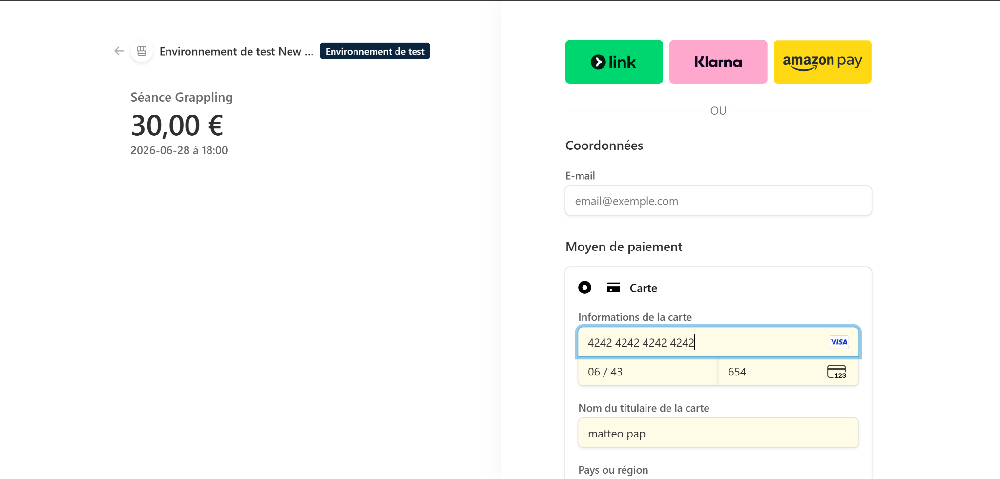 Environnement de test New ... Environnement de test
Séance Grappling
30,00 €
2026-06-28 à 18:00
link Klarna amazon pay
OU
Coordonnées
E-mail
email@exemple.com
Moyen de paiement
Carte
Informations de la carte
4242 4242 4242 4242 VISA
06 / 43 654 123
Nom du titulaire de la carte
matteo pap
Pays ou région